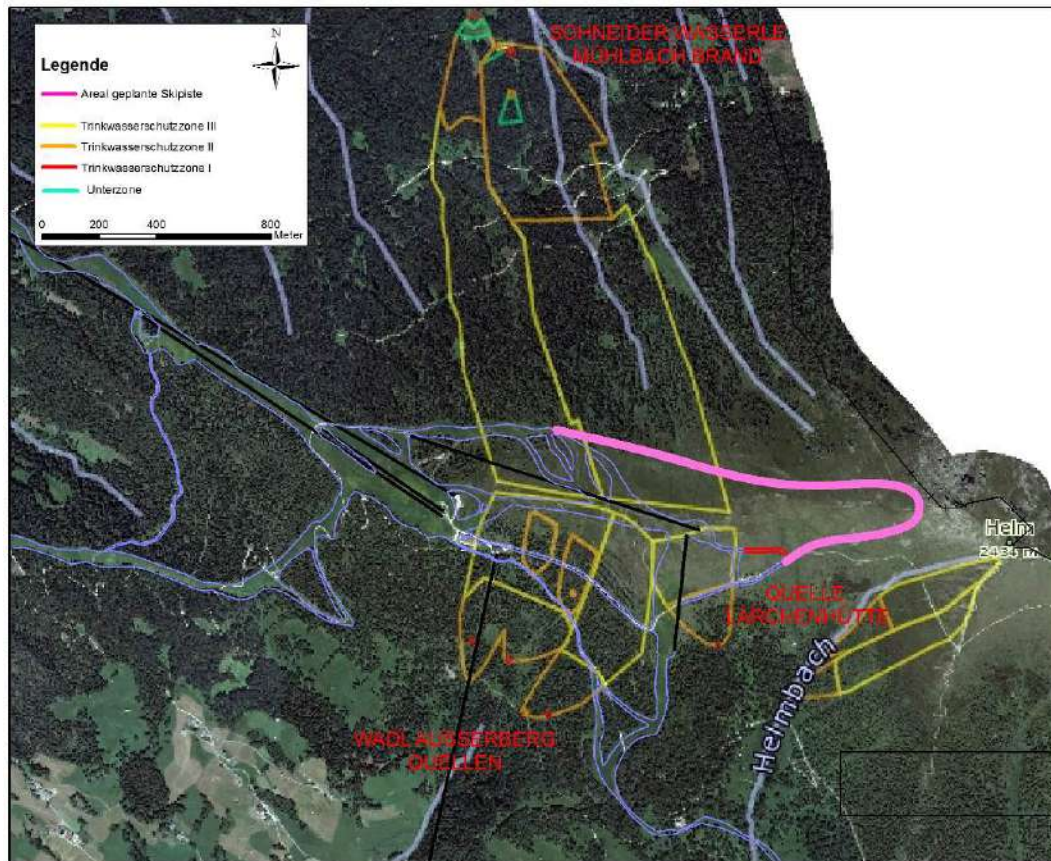 N
Legende
Areal geplante Skipiste
Trinkwasserschutzzone III
Trinkwasserschutzzone II
Trinkwasserschutzzone I
Unterzone
0 200 400 800
Meter
SCHNEIDER WASSERLE
MÜHLBACH BRAND
Helm
2434 m
QUELLE
LÄRCHENHÜTTE
Helmbach
WADL AUSSERBERG
QUELLEN